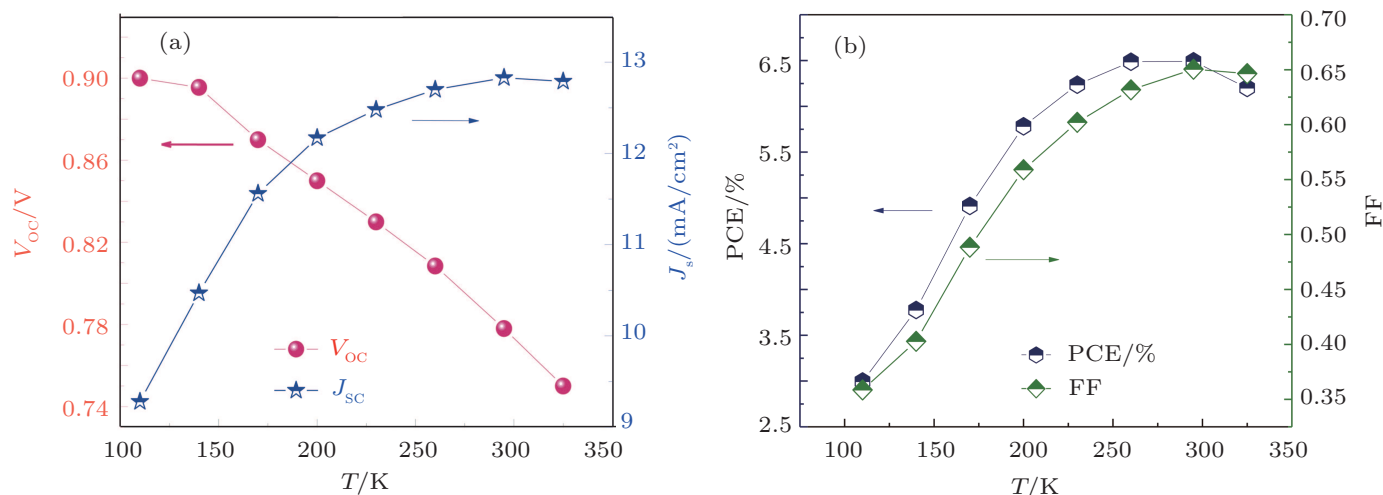 (a)
0.90
0.86
0.82
0.78
0.74
V_OC/V
13
12
11
10
9
J_s/(mA/cm²)
V_OC
J_SC
100 150 200 250 300 350
T/K
(b)
6.5
5.5
4.5
3.5
2.5
PCE/%
0.70
0.65
0.60
0.55
0.50
0.45
0.40
0.35
FF
PCE/%
FF
100 150 200 250 300 350
T/K